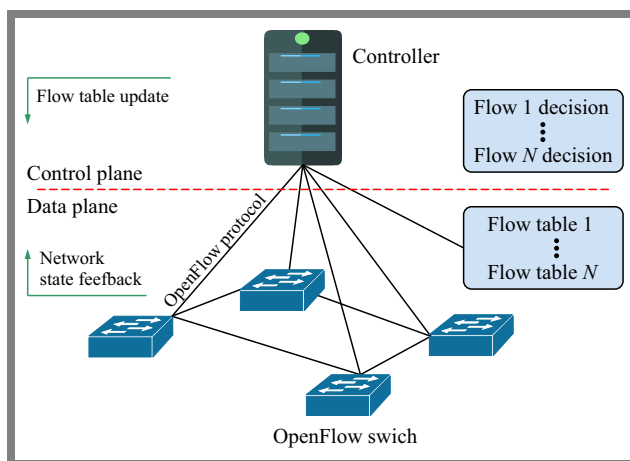 Controller
Flow table update
Flow 1 decision
Flow N decision
Control plane
Data plane
OpenFlow protocol
Flow table 1
Flow table N
Network
state feefback
OpenFlow swich